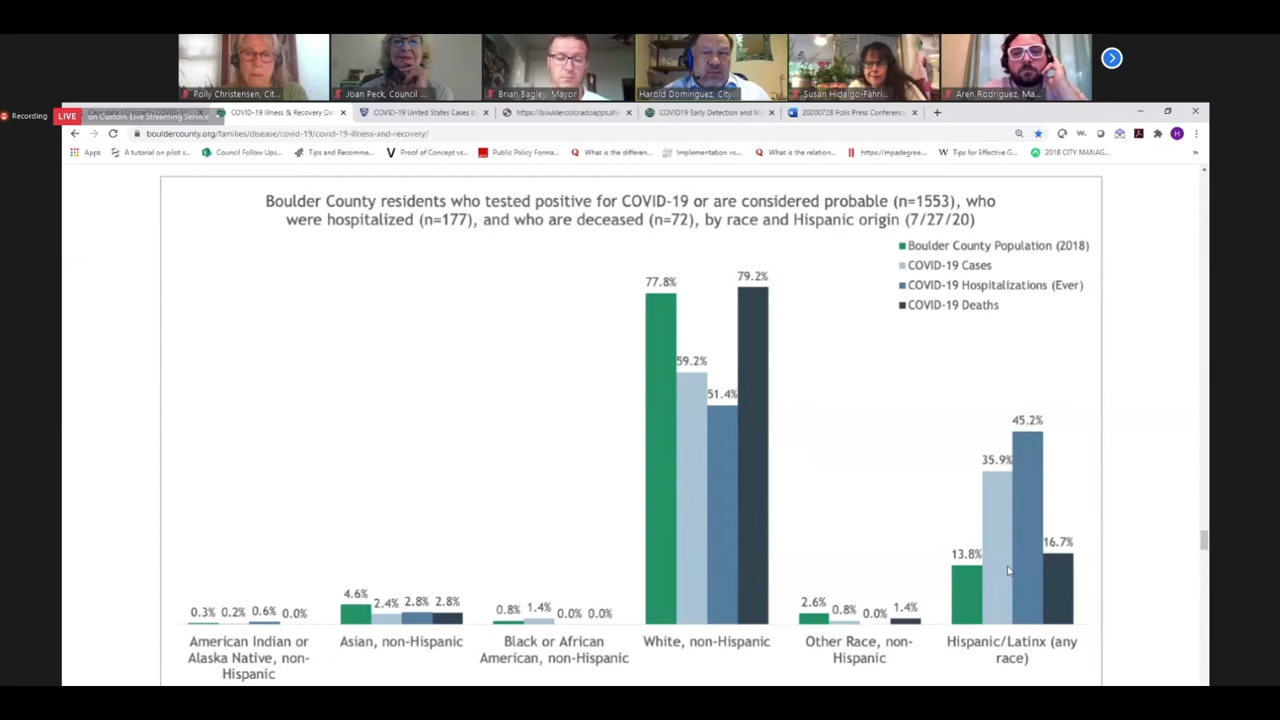 Polly Christensen, Cit...
Joan Peck, Council ...
Brian Bagley, Mayor
Harold Dominguez, City
Susan Hidalgo-Fahri...
Aren Rodriguez, Ma...
Recording
LIVE
on Custom Live Streaming Service
COVID-19 Illness & Recovery Da
COVID-19 United States Cases b
https://bouldercoloradoapps.shi
COVID19 Early Detection and Wa
20200728 Polis Press Conferenc
bouldercounty.org/families/disease/covid-19/covid-19-illness-and-recovery/
Apps
A tutorial on pilot s...
Council Follow Ups...
Tips and Recomme...
Proof of Concept vs...
Public Policy Forma...
What is the differen...
Implementation vs...
What is the relation...
https://mpadegree...
Tips for Effective G...
2018 CITY MANAG...
Boulder County residents who tested positive for COVID-19 or are considered probable (n=1553), who
were hospitalized (n=177), and who are deceased (n=72), by race and Hispanic origin (7/27/20)
Boulder County Population (2018)
COVID-19 Cases
COVID-19 Hospitalizations (Ever)
COVID-19 Deaths
77.8%
79.2%
59.2%
51.4%
45.2%
35.9%
13.8%
16.7%
0.3% 0.2% 0.6% 0.0%
4.6% 2.4% 2.8% 2.8%
0.8% 1.4% 0.0% 0.0%
2.6% 0.8% 0.0% 1.4%
American Indian or
Alaska Native, non-
Hispanic
Asian, non-Hispanic
Black or African
American, non-Hispanic
White, non-Hispanic
Other Race, non-
Hispanic
Hispanic/Latinx (any
race)